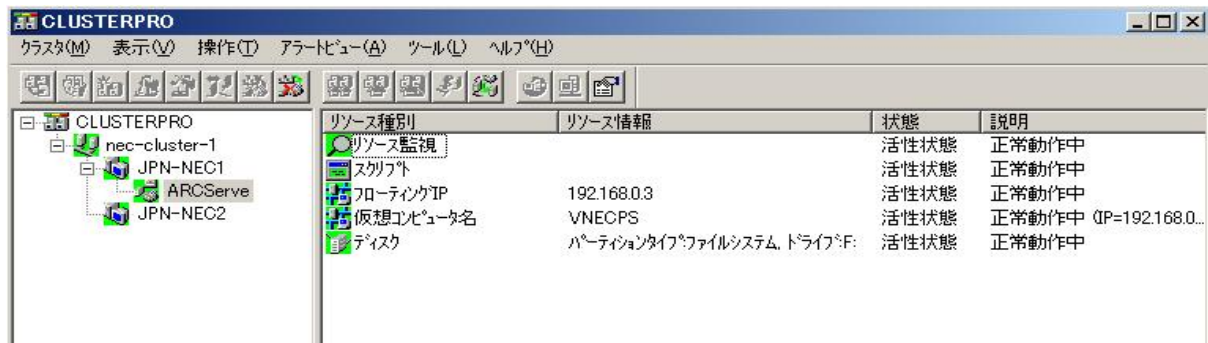 CLUSTERPRO
クラスタ(M) 表示(V) 操作(T) アラートビュー(A) ツール(L) ヘルプ(H)
CLUSTERPRO
nec-cluster-1
JPN-NEC1
ARCServe
JPN-NEC2
リソース種別 リソース情報 状態 説明
リソース監視 活性状態 正常動作中
スクリプト 活性状態 正常動作中
フローティングIP 192.168.0.3 活性状態 正常動作中
仮想コンピュータ名 VNECPS 活性状態 正常動作中 (IP=192.168.0...
ディスク パーティションタイプ:ファイルシステム, ドライブ:F: 活性状態 正常動作中